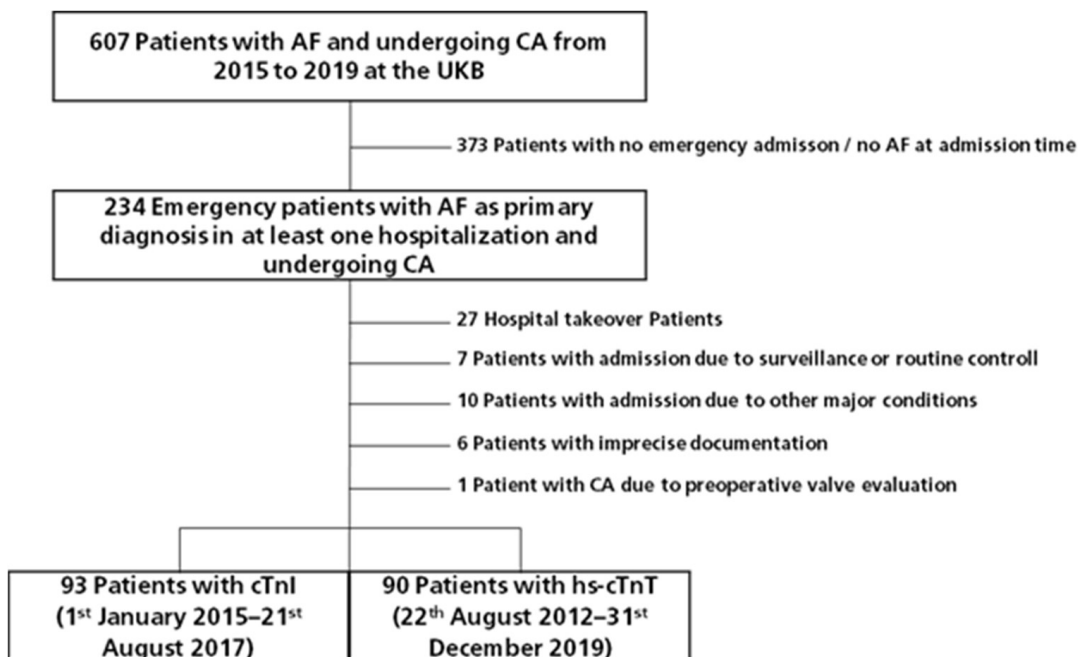 607 Patients with AF and undergoing CA from
2015 to 2019 at the UKB
373 Patients with no emergency admisson / no AF at admission time
234 Emergency patients with AF as primary
diagnosis in at least one hospitalization and
undergoing CA
27 Hospital takeover Patients
7 Patients with admission due to surveillance or routine controll
10 Patients with admission due to other major conditions
6 Patients with imprecise documentation
1 Patient with CA due to preoperative valve evaluation
93 Patients with cTnI
(1st January 2015–21st
August 2017)
90 Patients with hs-cTnT
(22th August 2012–31st
December 2019)